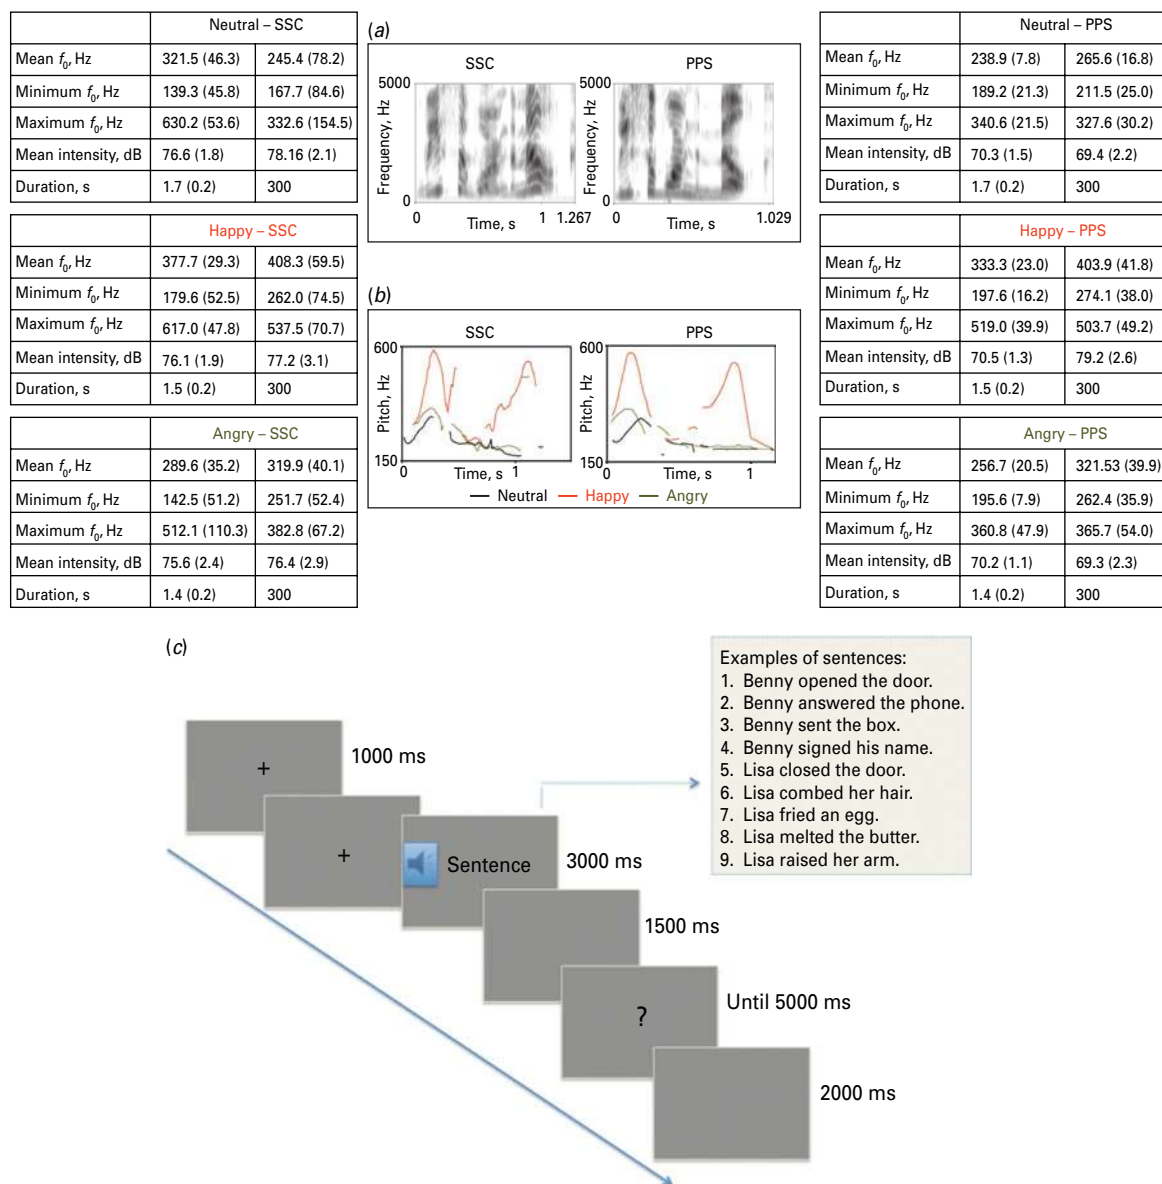 Neutral – SSC
Mean f0, Hz 321.5 (46.3) 245.4 (78.2)
Minimum f0, Hz 139.3 (45.8) 167.7 (84.6)
Maximum f0, Hz 630.2 (53.6) 332.6 (154.5)
Mean intensity, dB 76.6 (1.8) 78.16 (2.1)
Duration, s 1.7 (0.2) 300
Happy – SSC
Mean f0, Hz 377.7 (29.3) 408.3 (59.5)
Minimum f0, Hz 179.6 (52.5) 262.0 (74.5)
Maximum f0, Hz 617.0 (47.8) 537.5 (70.7)
Mean intensity, dB 76.1 (1.9) 77.2 (3.1)
Duration, s 1.5 (0.2) 300
Angry – SSC
Mean f0, Hz 289.6 (35.2) 319.9 (40.1)
Minimum f0, Hz 142.5 (51.2) 251.7 (52.4)
Maximum f0, Hz 512.1 (110.3) 382.8 (67.2)
Mean intensity, dB 75.6 (2.4) 76.4 (2.9)
Duration, s 1.4 (0.2) 300
(a)
SSC PPS
5000 5000
Frequency, Hz Frequency, Hz
0 0
0 1 1.267 0 1.029
Time, s Time, s
(b)
SSC PPS
600 600
Pitch, Hz Pitch, Hz
150 150
0 1 0 1
Time, s Time, s
Neutral Happy Angry
Neutral – PPS
Mean f0, Hz 238.9 (7.8) 265.6 (16.8)
Minimum f0, Hz 189.2 (21.3) 211.5 (25.0)
Maximum f0, Hz 340.6 (21.5) 327.6 (30.2)
Mean intensity, dB 70.3 (1.5) 69.4 (2.2)
Duration, s 1.7 (0.2) 300
Happy – PPS
Mean f0, Hz 333.3 (23.0) 403.9 (41.8)
Minimum f0, Hz 197.6 (16.2) 274.1 (38.0)
Maximum f0, Hz 519.0 (39.9) 503.7 (49.2)
Mean intensity, dB 70.5 (1.3) 79.2 (2.6)
Duration, s 1.5 (0.2) 300
Angry – PPS
Mean f0, Hz 256.7 (20.5) 321.53 (39.9)
Minimum f0, Hz 195.6 (7.9) 262.4 (35.9)
Maximum f0, Hz 360.8 (47.9) 365.7 (54.0)
Mean intensity, dB 70.2 (1.1) 69.3 (2.3)
Duration, s 1.4 (0.2) 300
(c)
Examples of sentences:
1. Benny opened the door.
2. Benny answered the phone.
3. Benny sent the box.
4. Benny signed his name.
5. Lisa closed the door.
6. Lisa combed her hair.
7. Lisa fried an egg.
8. Lisa melted the butter.
9. Lisa raised her arm.
+ 1000 ms
+
Sentence 3000 ms
1500 ms
? Until 5000 ms
2000 ms